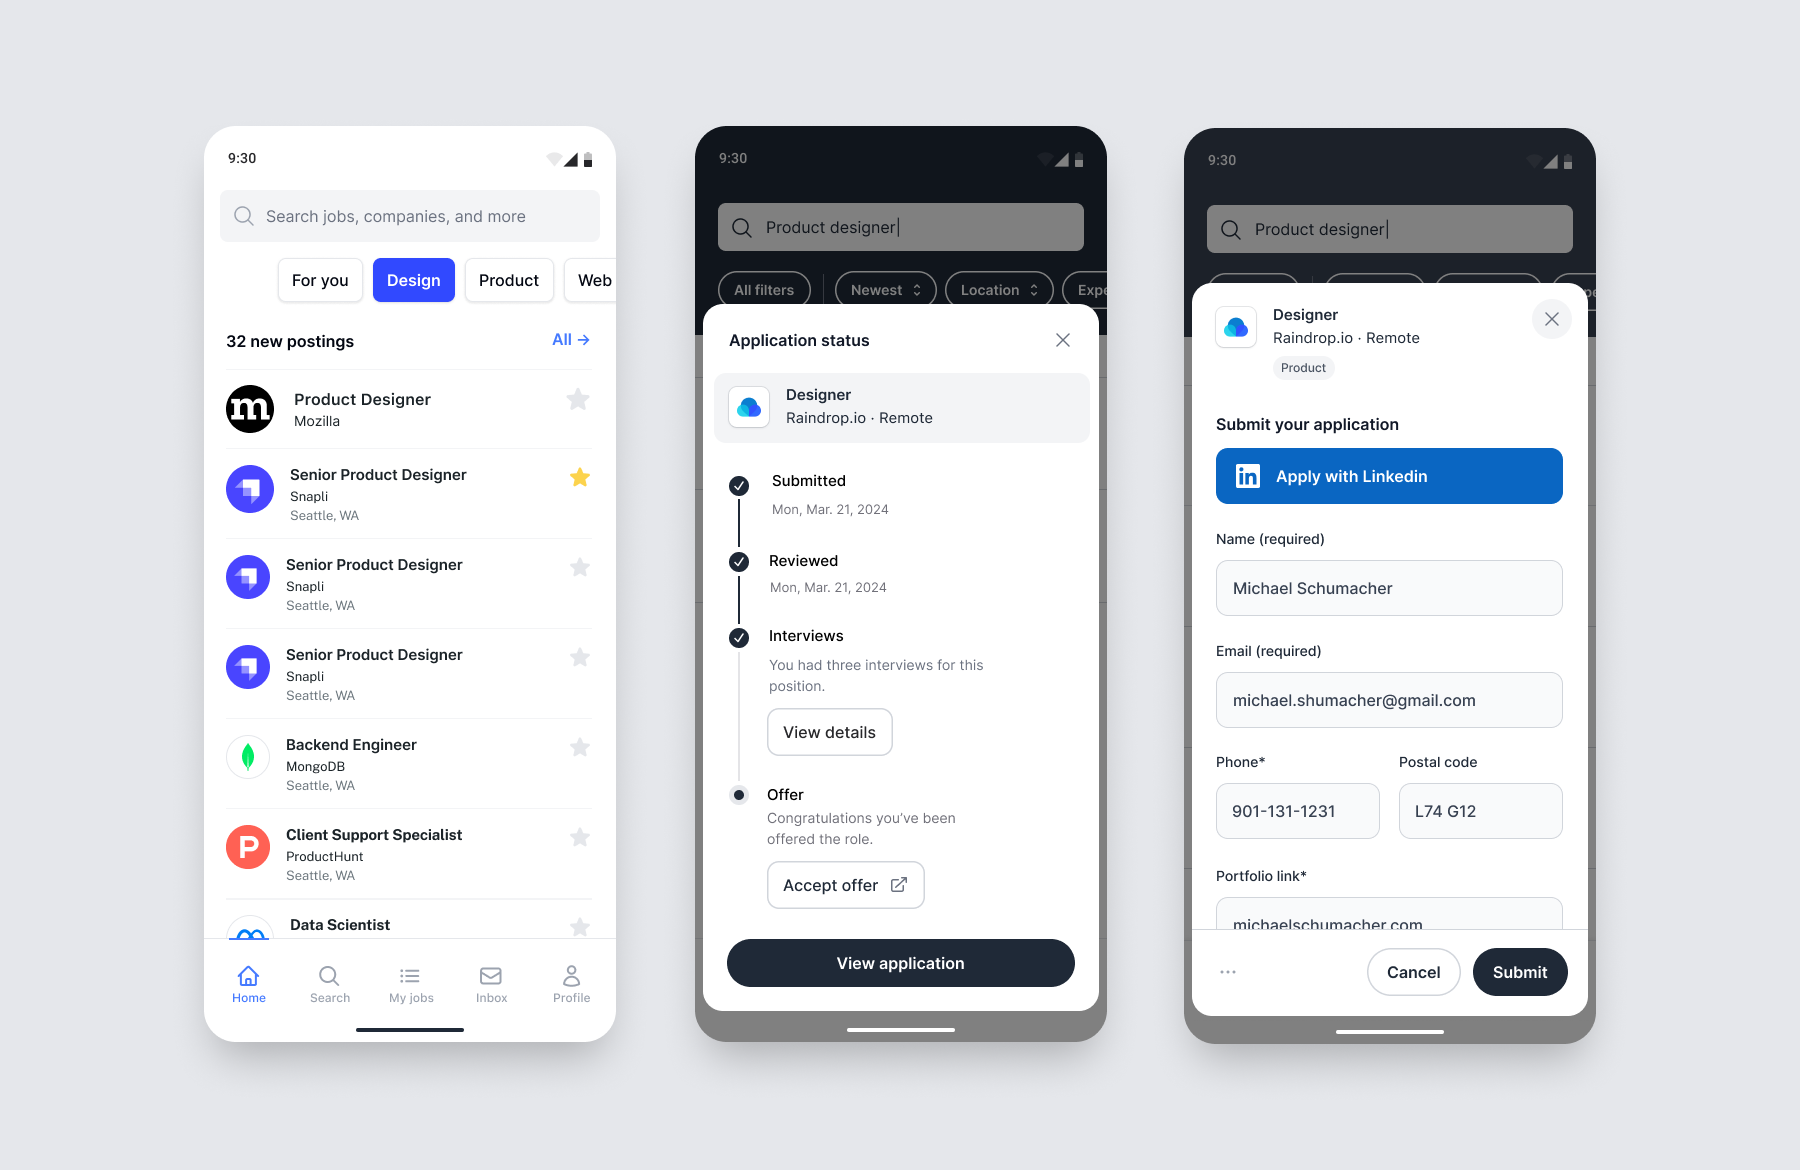 9:30
Search jobs, companies, and more
For you
Design
Product
Web
32 new postings
All →
m
Product Designer
Mozilla
Senior Product Designer
Snapli
Seattle, WA
Senior Product Designer
Snapli
Seattle, WA
Senior Product Designer
Snapli
Seattle, WA
Backend Engineer
MongoDB
Seattle, WA
P
Client Support Specialist
ProductHunt
Seattle, WA
Data Scientist
Home
Search
My jobs
Inbox
Profile
9:30
Product designer
All filters
Newest
Location
Expe
Application status
Designer
Raindrop.io · Remote
Submitted
Mon, Mar. 21, 2024
Reviewed
Mon, Mar. 21, 2024
Interviews
You had three interviews for this
position.
View details
Offer
Congratulations you’ve been
offered the role.
Accept offer
View application
9:30
Product designer
pe
Designer
Raindrop.io · Remote
Product
Submit your application
in
Apply with Linkedin
Name (required)
Michael Schumacher
Email (required)
michael.shumacher@gmail.com
Phone*
Postal code
901-131-1231
L74 G12
Portfolio link*
michaelschumacher.com
Cancel
Submit